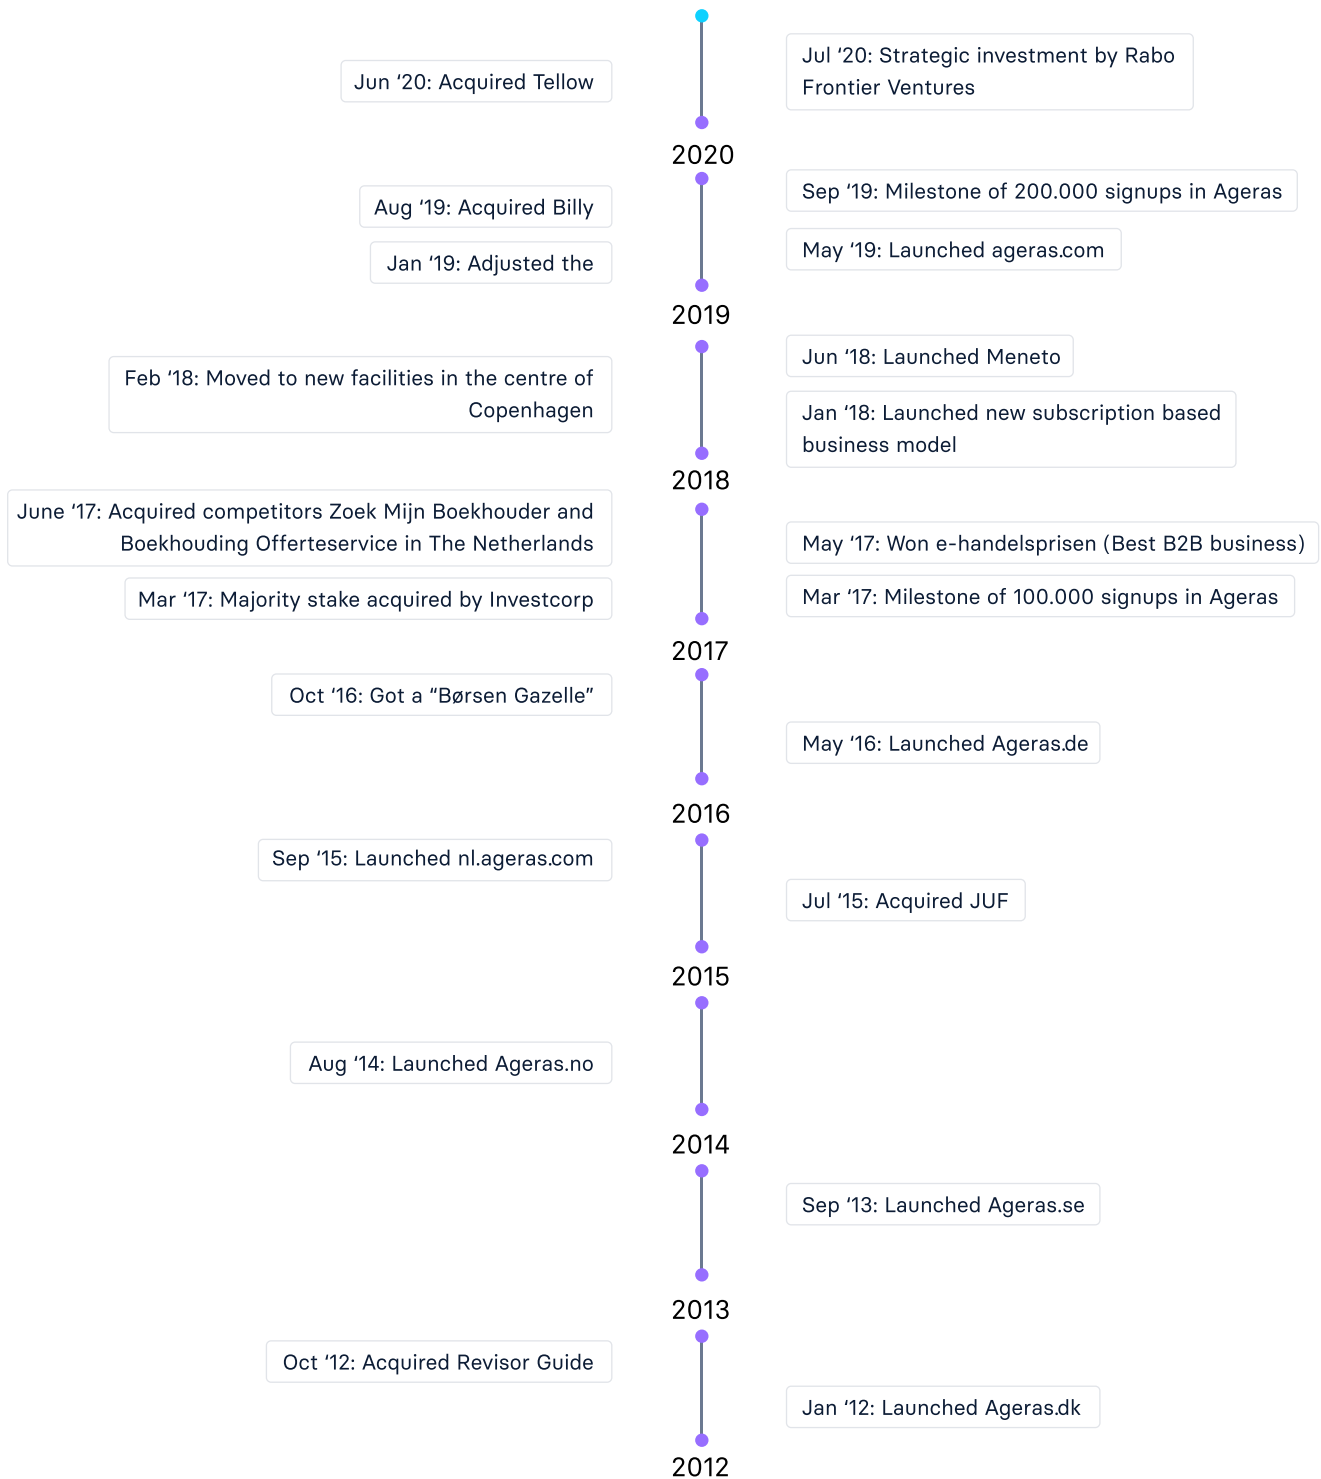 Jul ‘20: Strategic investment by Rabo
Frontier Ventures
Jun ‘20: Acquired Tellow
2020
Sep ‘19: Milestone of 200.000 signups in Ageras
Aug ‘19: Acquired Billy
May ‘19: Launched ageras.com
Jan ‘19: Adjusted the
2019
Jun ‘18: Launched Meneto
Feb ‘18: Moved to new facilities in the centre of
Copenhagen
Jan ‘18: Launched new subscription based
business model
2018
June ‘17: Acquired competitors Zoek Mijn Boekhouder and
Boekhouding Offerteservice in The Netherlands
May ‘17: Won e-handelsprisen (Best B2B business)
Mar ‘17: Majority stake acquired by Investcorp
Mar ‘17: Milestone of 100.000 signups in Ageras
2017
Oct ‘16: Got a “Børsen Gazelle”
May ‘16: Launched Ageras.de
2016
Sep ‘15: Launched nl.ageras.com
Jul ‘15: Acquired JUF
2015
Aug ‘14: Launched Ageras.no
2014
Sep ‘13: Launched Ageras.se
2013
Oct ‘12: Acquired Revisor Guide
Jan ‘12: Launched Ageras.dk
2012